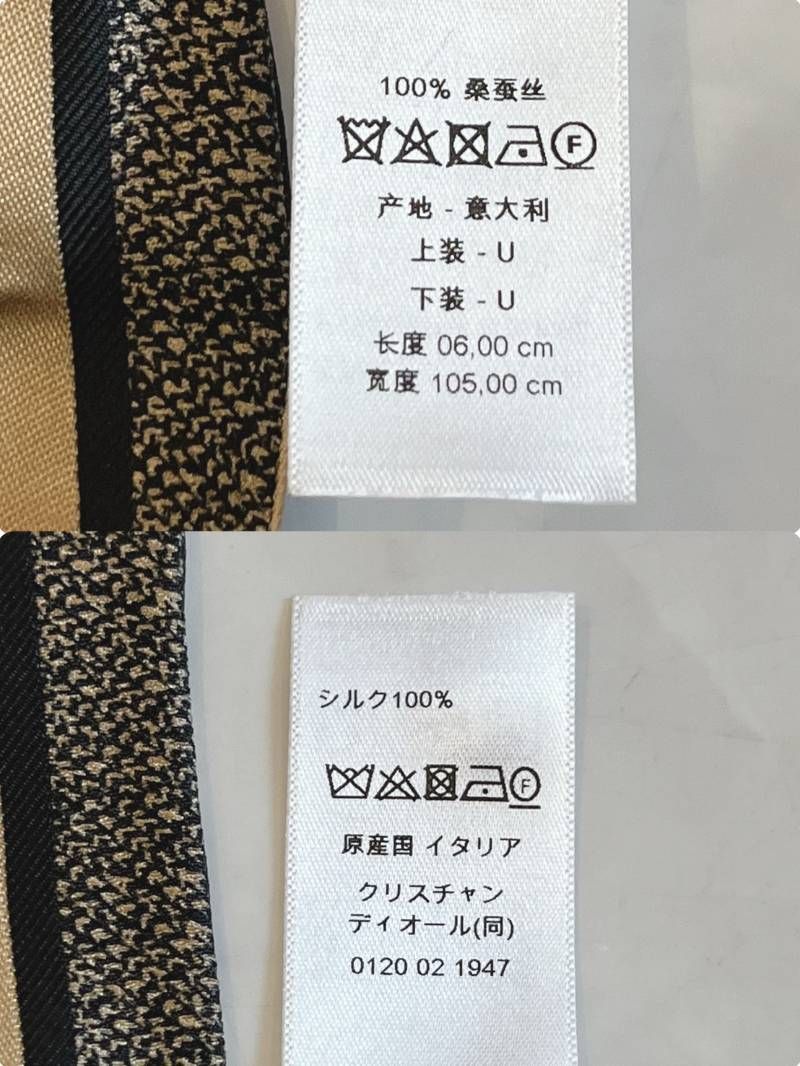 100% 桑蚕丝
F
产地 - 意大利
上装 - U
下装 - U
长度 06,00 cm
宽度 105,00 cm
シルク100%
F
原産国 イタリア
クリスチャン
ディオール(同)
0120 02 1947